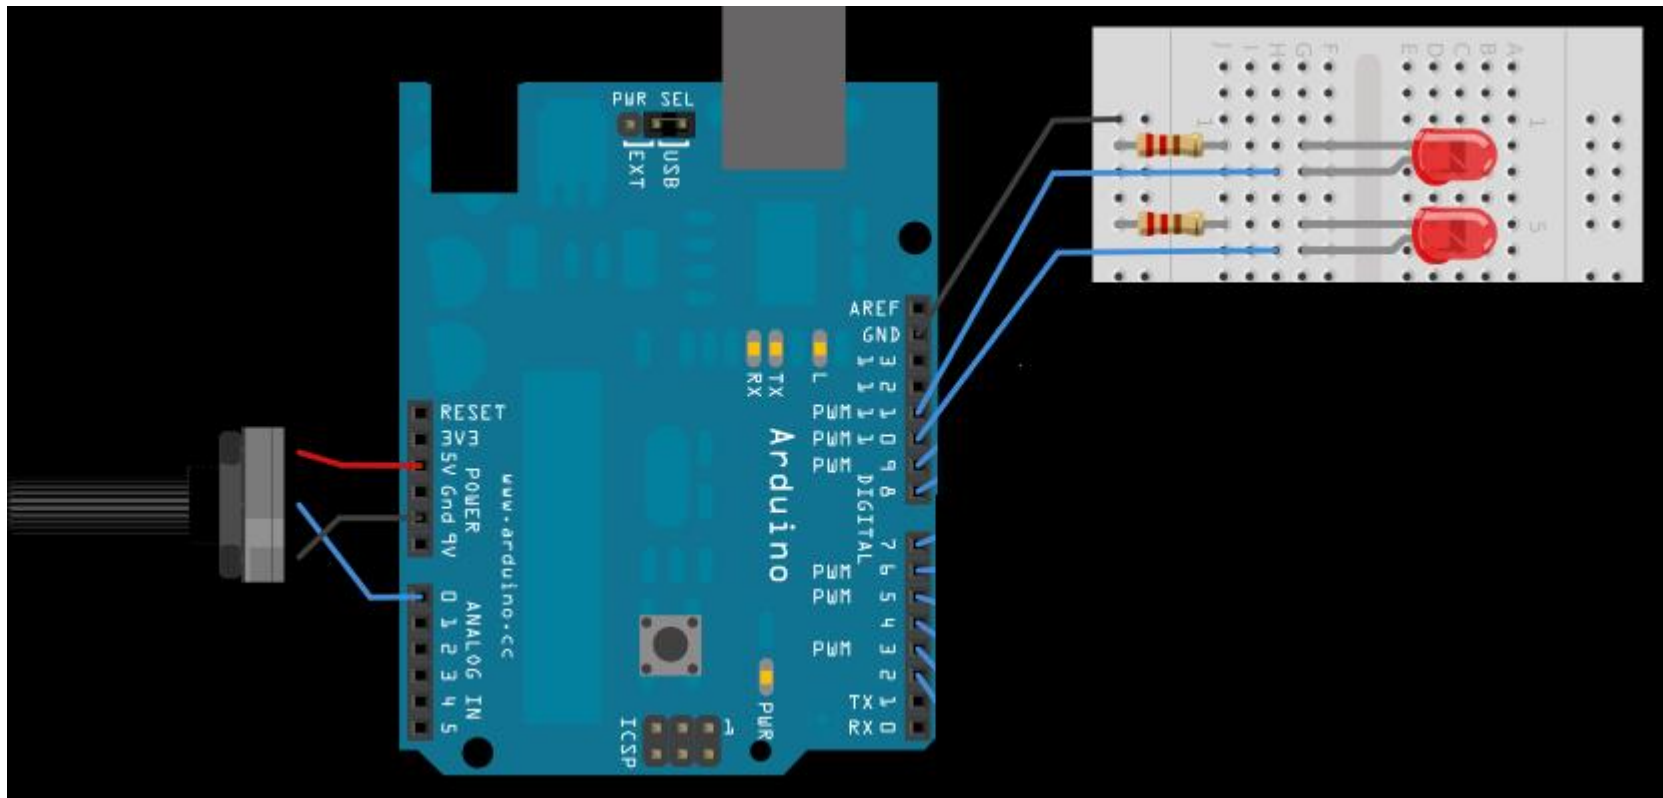 J I H G F E D C B A
1 1
5
PWR SEL
EXT USB
AREF
GND
13
12
RX TX L
PWM 11
PWM 10
PWM 9
8
RESET
3V3
5V
Gnd
9V
POWER
www.arduino.cc
Arduino
DIGITAL
7
PWM 6
PWM 5
4
PWM 3
2
TX 1
RX 0
0
1
2
3
4
5
ANALOG IN
ICSP
1
PWR